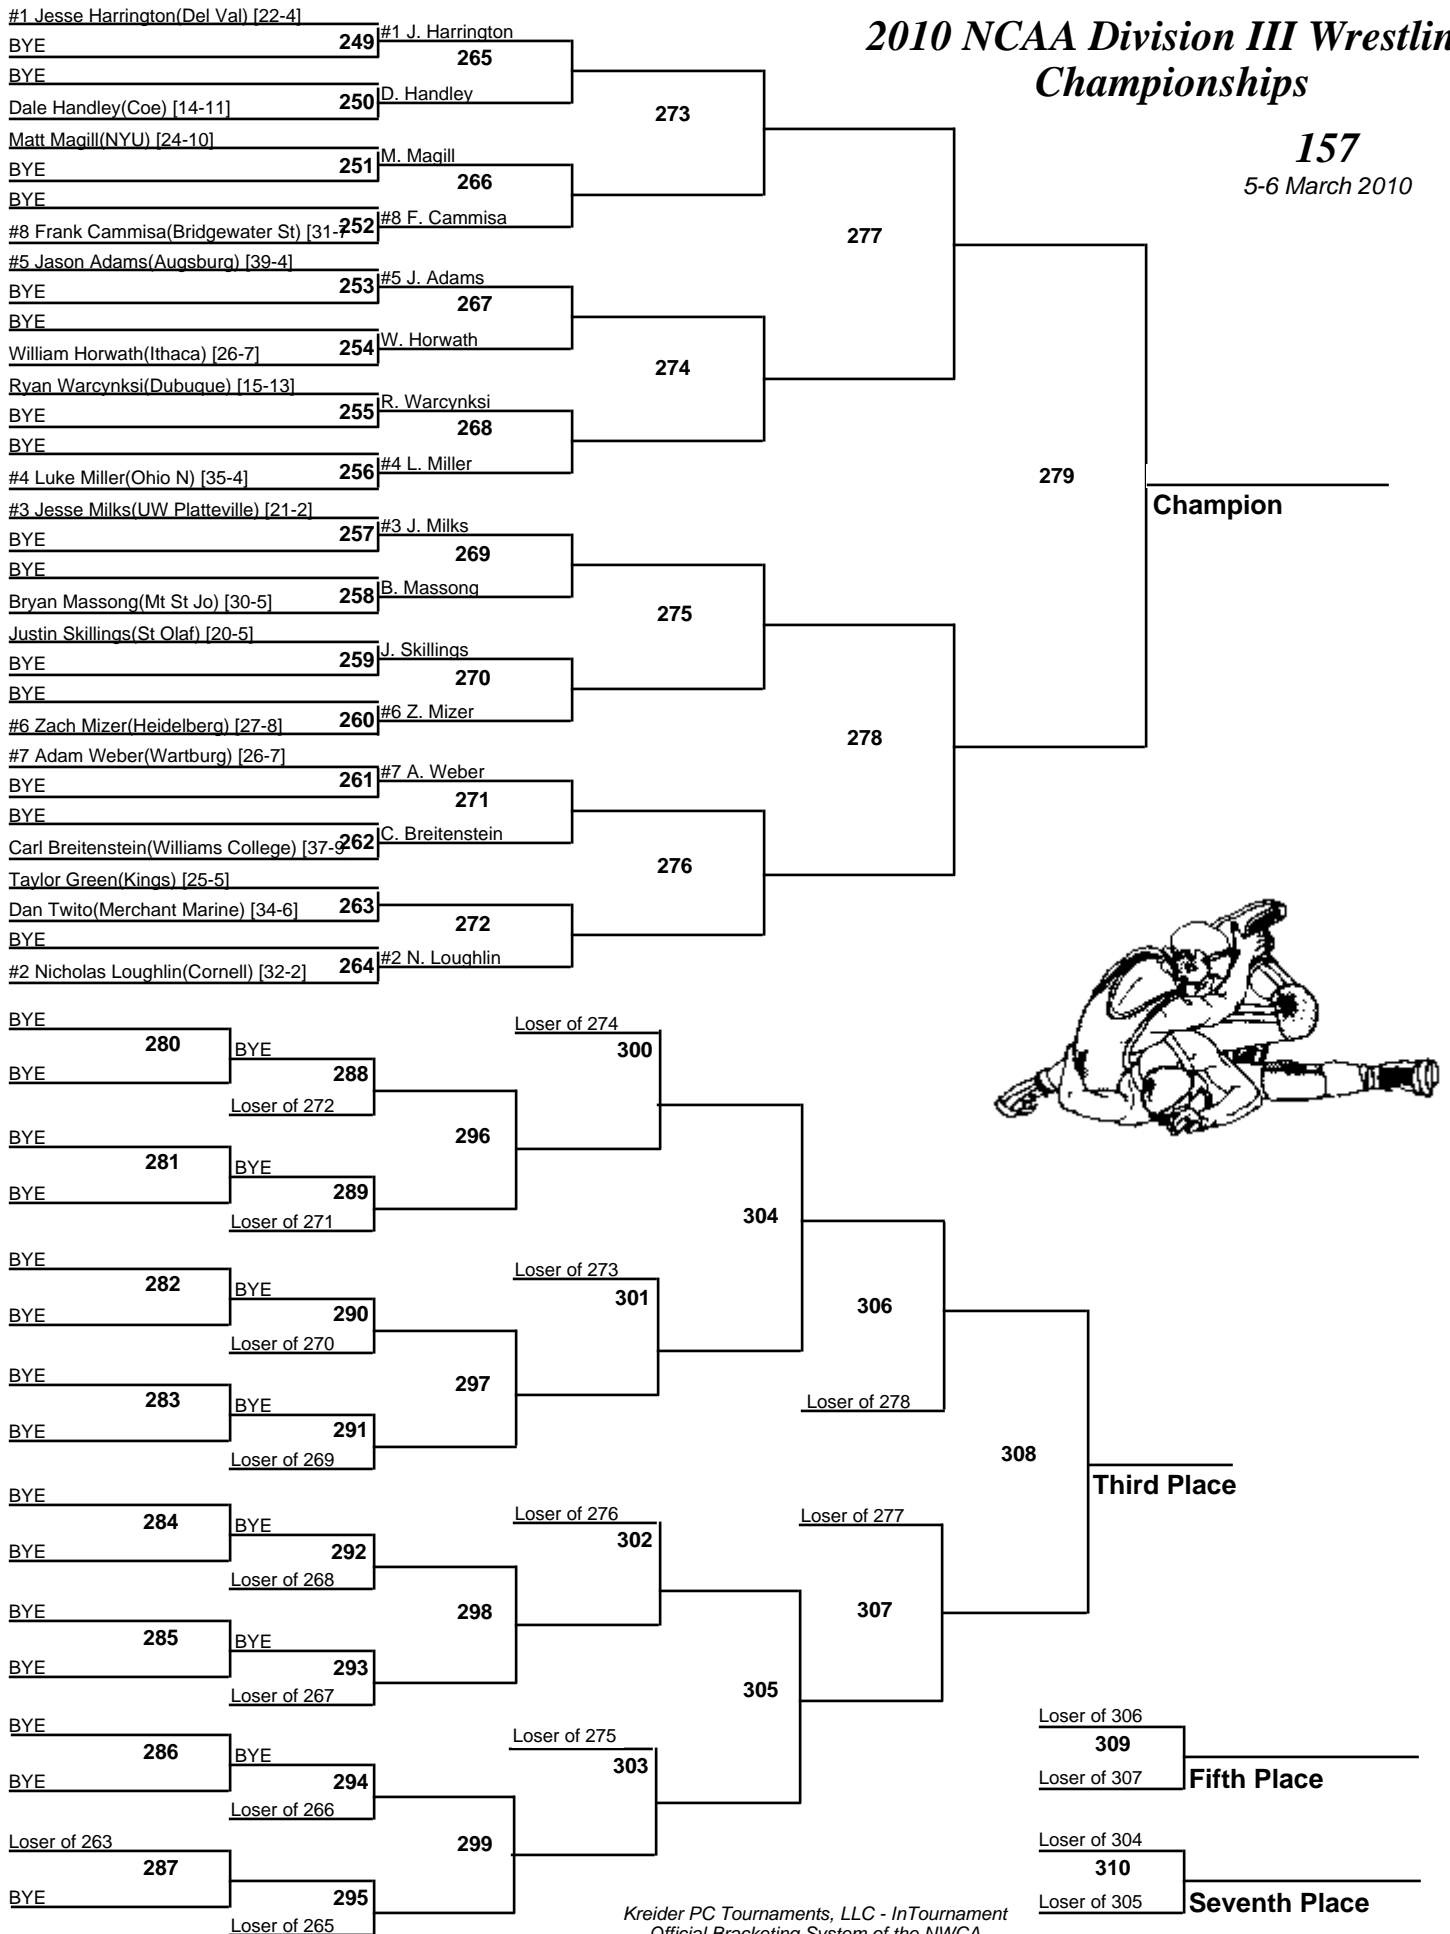 2010 NCAA Division III Wrestlin
Championships
157
5-6 March 2010
#1 Jesse Harrington(Del Val) [22-4]
BYE
249
#1 J. Harrington
265
BYE
Dale Handley(Coe) [14-11]
250
D. Handley
273
Matt Magill(NYU) [24-10]
BYE
251
M. Magill
266
BYE
#8 Frank Cammisa(Bridgewater St) [31-7
252
#8 F. Cammisa
277
#5 Jason Adams(Augsburg) [39-4]
BYE
253
#5 J. Adams
267
BYE
William Horwath(Ithaca) [26-7]
254
W. Horwath
274
Ryan Warcynksi(Dubuque) [15-13]
BYE
255
R. Warcynksi
268
BYE
#4 Luke Miller(Ohio N) [35-4]
256
#4 L. Miller
279
Champion
#3 Jesse Milks(UW Platteville) [21-2]
BYE
257
#3 J. Milks
269
BYE
Bryan Massong(Mt St Jo) [30-5]
258
B. Massong
275
Justin Skillings(St Olaf) [20-5]
BYE
259
J. Skillings
270
BYE
#6 Zach Mizer(Heidelberg) [27-8]
260
#6 Z. Mizer
278
#7 Adam Weber(Wartburg) [26-7]
BYE
261
#7 A. Weber
271
BYE
Carl Breitenstein(Williams College) [37-9
262
C. Breitenstein
276
Taylor Green(Kings) [25-5]
Dan Twito(Merchant Marine) [34-6]
263
272
BYE
#2 Nicholas Loughlin(Cornell) [32-2]
264
#2 N. Loughlin
BYE
280
BYE
BYE
288
Loser of 272
Loser of 274
300
296
BYE
281
BYE
BYE
289
Loser of 271
304
BYE
282
BYE
BYE
290
Loser of 270
Loser of 273
301
306
297
BYE
283
BYE
BYE
291
Loser of 269
Loser of 278
308
Third Place
BYE
284
BYE
BYE
292
Loser of 268
Loser of 276
302
Loser of 277
298
307
BYE
285
BYE
BYE
293
Loser of 267
305
BYE
286
BYE
BYE
294
Loser of 266
Loser of 275
303
Loser of 306
309
Loser of 307
Fifth Place
Loser of 263
287
BYE
299
295
Loser of 265
Loser of 304
310
Loser of 305
Seventh Place
Kreider PC Tournaments, LLC - InTournament
Official Bracketing System of the NWCA